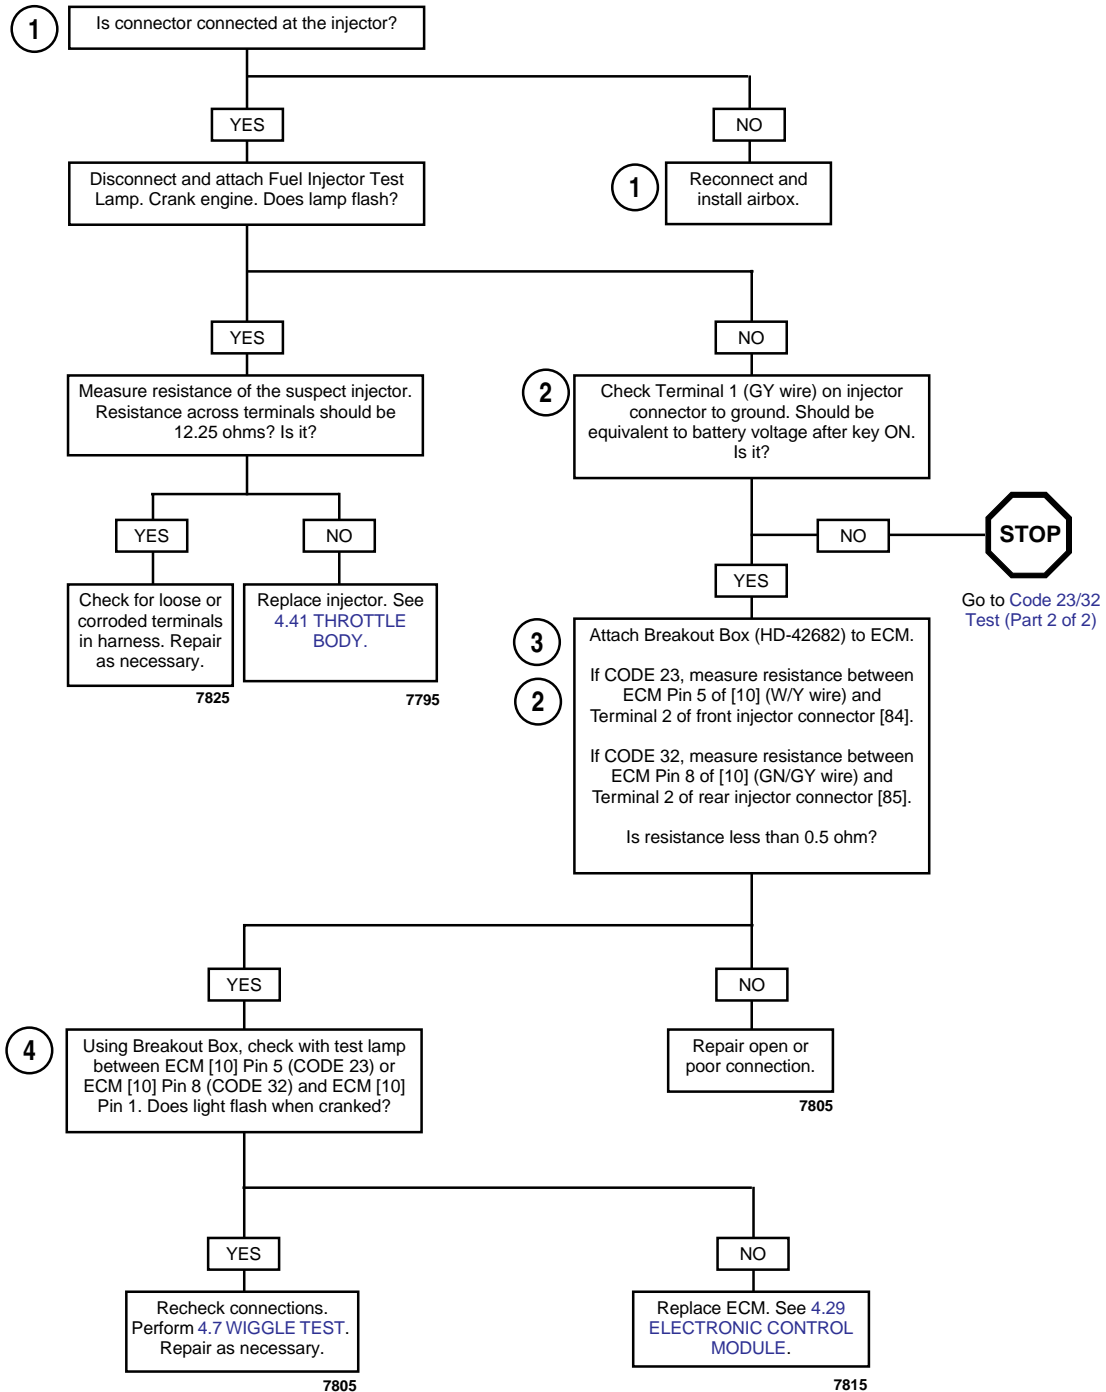 1
Is connector connected at the injector?
YES
NO
Disconnect and attach Fuel Injector Test
Lamp. Crank engine. Does lamp flash?
1
Reconnect and
install airbox.
YES
NO
Measure resistance of the suspect injector.
Resistance across terminals should be
12.25 ohms? Is it?
2
Check Terminal 1 (GY wire) on injector
connector to ground. Should be
equivalent to battery voltage after key ON.
Is it?
YES
NO
NO
STOP
Go to Code 23/32
Test (Part 2 of 2)
YES
Check for loose or
corroded terminals
in harness. Repair
as necessary.
7825
Replace injector. See
4.41 THROTTLE
BODY.
7795
3
2
Attach Breakout Box (HD-42682) to ECM.
If CODE 23, measure resistance between
ECM Pin 5 of [10] (W/Y wire) and
Terminal 2 of front injector connector [84].
If CODE 32, measure resistance between
ECM Pin 8 of [10] (GN/GY wire) and
Terminal 2 of rear injector connector [85].
Is resistance less than 0.5 ohm?
YES
NO
4
Using Breakout Box, check with test lamp
between ECM [10] Pin 5 (CODE 23) or
ECM [10] Pin 8 (CODE 32) and ECM [10]
Pin 1. Does light flash when cranked?
Repair open or
poor connection.
7805
YES
NO
Recheck connections.
Perform 4.7 WIGGLE TEST.
Repair as necessary.
7805
Replace ECM. See 4.29
ELECTRONIC CONTROL
MODULE.
7815